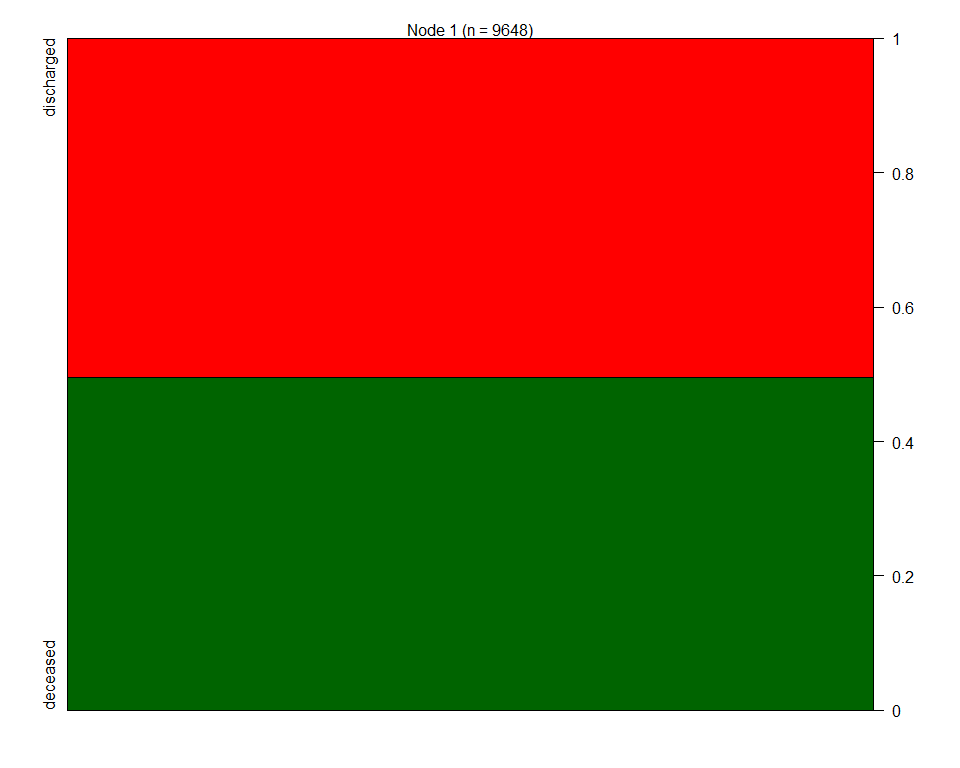 Node 1 (n = 9648)
discharged
deceased
1
0.8
0.6
0.4
0.2
0